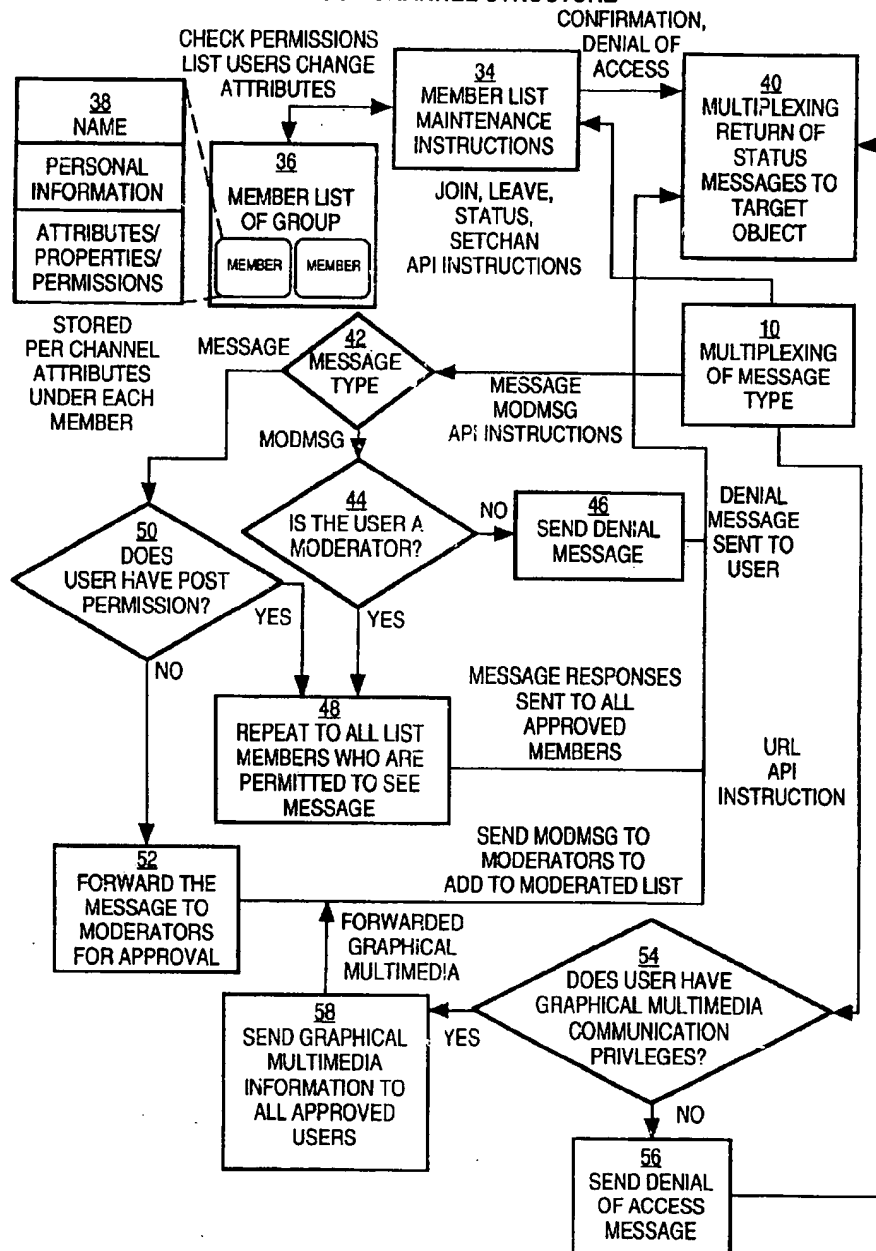 CHANNEL STRUCTURE
CONFIRMATION,
DENIAL OF
ACCESS
CHECK PERMISSIONS
LIST USERS CHANGE
ATTRIBUTES
38
NAME
PERSONAL
INFORMATION
ATTRIBUTES/
PROPERTIES/
PERMISSIONS
STORED
PER CHANNEL
ATTRIBUTES
UNDER EACH
MEMBER
36
MEMBER LIST
OF GROUP
MEMBER
MEMBER
34
MEMBER LIST
MAINTENANCE
INSTRUCTIONS
JOIN, LEAVE,
STATUS,
SETCHAN
API INSTRUCTIONS
40
MULTIPLEXING
RETURN OF
STATUS
MESSAGES TO
TARGET
OBJECT
10
MULTIPLEXING
OF MESSAGE
TYPE
MESSAGE
42
MESSAGE
TYPE
MESSAGE
MODMSG
API INSTRUCTIONS
MODMSG
44
IS THE USER A
MODERATOR?
NO
46
SEND DENIAL
MESSAGE
DENIAL
MESSAGE
SENT TO
USER
50
DOES
USER HAVE POST
PERMISSION?
YES
YES
NO
48
REPEAT TO ALL LIST
MEMBERS WHO ARE
PERMITTED TO SEE
MESSAGE
MESSAGE RESPONSES
SENT TO ALL
APPROVED
MEMBERS
URL
API
INSTRUCTION
52
FORWARD THE
MESSAGE TO
MODERATORS
FOR APPROVAL
SEND MODMSG TO
MODERATORS TO
ADD TO MODERATED LIST
FORWARDED
GRAPHICAL
MULTIMEDIA
54
DOES USER HAVE
GRAPHICAL MULTIMEDIA
COMMUNICATION
PRIVLEGES?
YES
58
SEND GRAPHICAL
MULTIMEDIA
INFORMATION TO
ALL APPROVED
USERS
NO
56
SEND DENIAL
OF ACCESS
MESSAGE